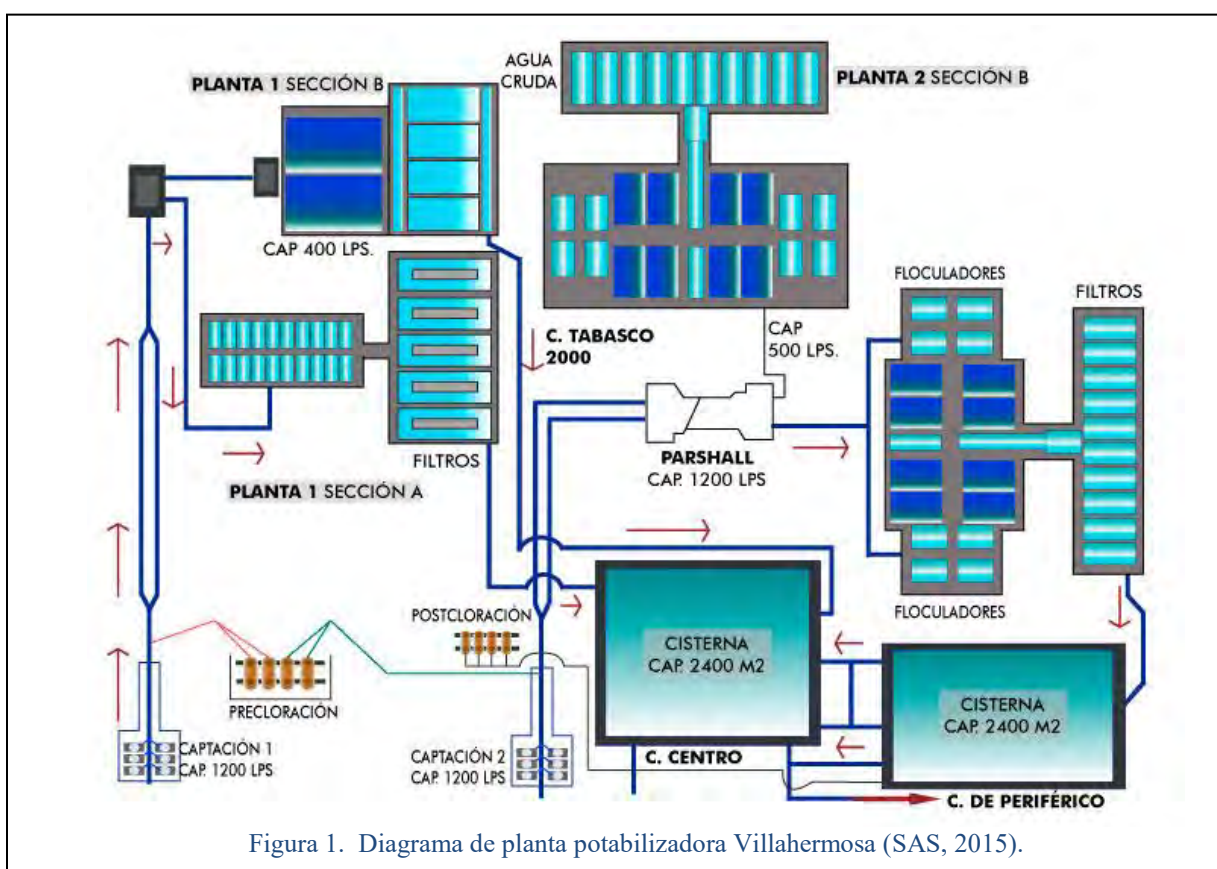 AGUA
CRUDA
PLANTA 1 SECCIÓN B
PLANTA 2 SECCIÓN B
CAP 400 LPS.
FLOCULADORES
FILTROS
C. TABASCO
2000
CAP
500 LPS.
PARSHALL
CAP. 1200 LPS
FILTROS
PLANTA 1 SECCIÓN A
POSTCLORACIÓN
FLOCULADORES
CISTERNA
CAP. 2400 M2
CISTERNA
CAP. 2400 M2
PRECLORACIÓN
CAPTACIÓN 1
CAP. 1200 LPS
CAPTACIÓN 2
CAP. 1200 LPS
C. CENTRO
C. DE PERIFÉRICO
Figura 1. Diagrama de planta potabilizadora Villahermosa (SAS, 2015).